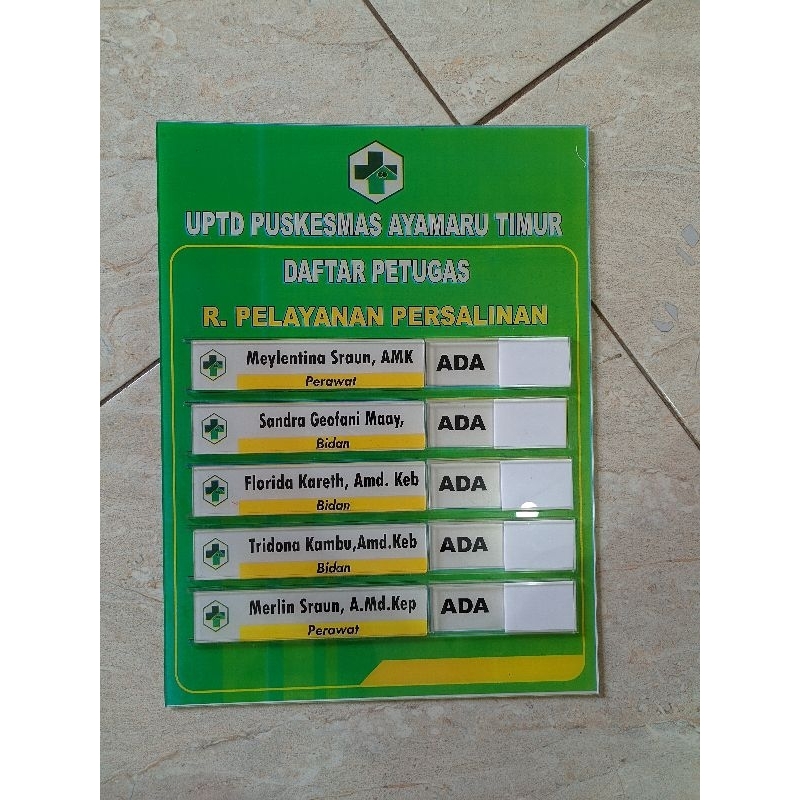 UPTD PUSKESMAS AYAMARU TIMUR
DAFTAR PETUGAS
R. PELAYANAN PERSALINAN
Meylentina Sraun, AMK ADA
Perawat
Sandra Geofani Maay, ADA
Bidan
Florida Kareth, Amd. Keb ADA
Bidan
Tridona Kambu,Amd.Keb ADA
Bidan
Merlin Sraun, A.Md.Kep ADA
Perawat